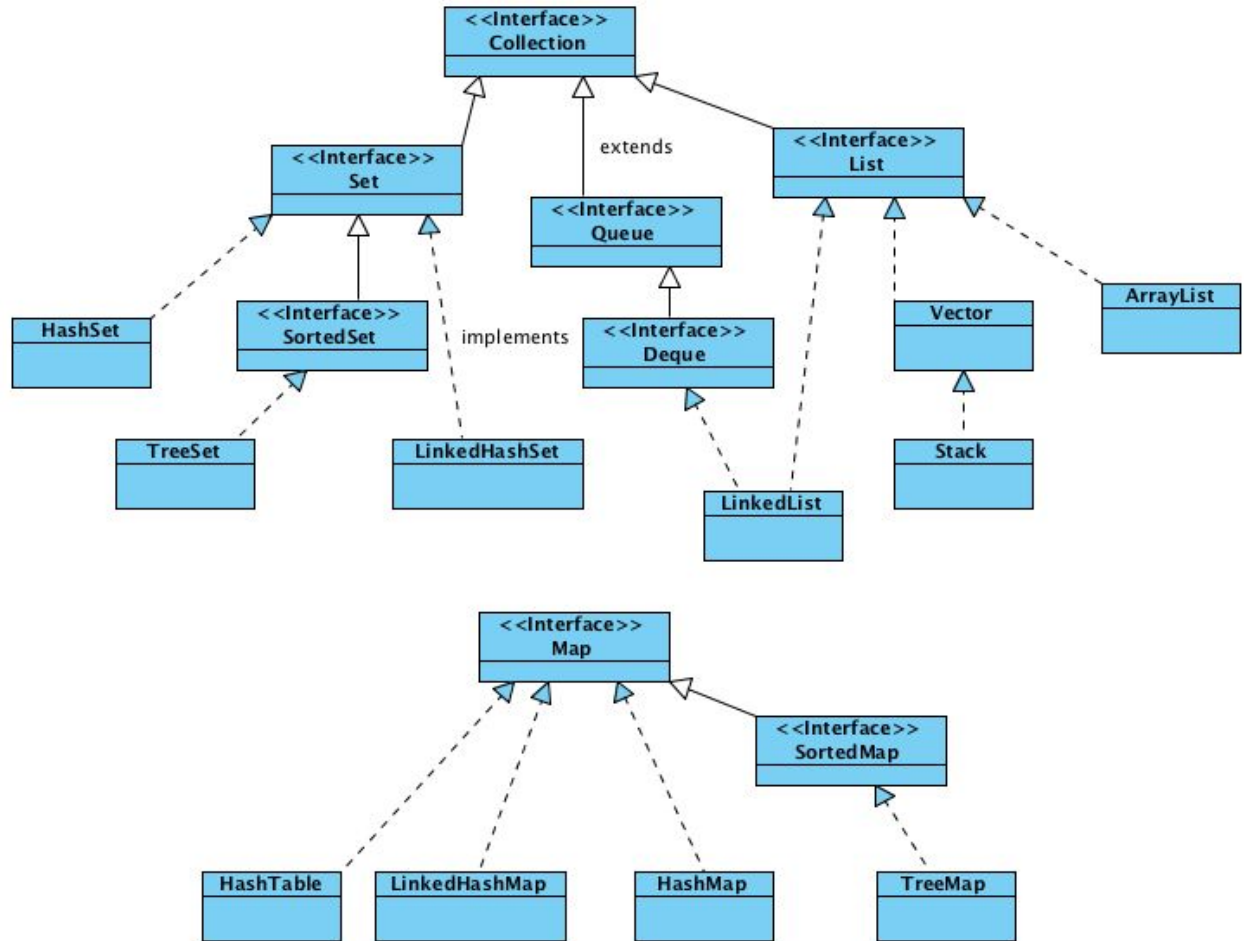 <<Interface>>
Collection
<<Interface>>
Set
extends
<<Interface>>
List
<<Interface>>
Queue
HashSet
<<Interface>>
SortedSet
implements
<<Interface>>
Deque
Vector
ArrayList
TreeSet
LinkedHashSet
LinkedList
Stack
<<Interface>>
Map
<<Interface>>
SortedMap
HashTable
LinkedHashMap
HashMap
TreeMap